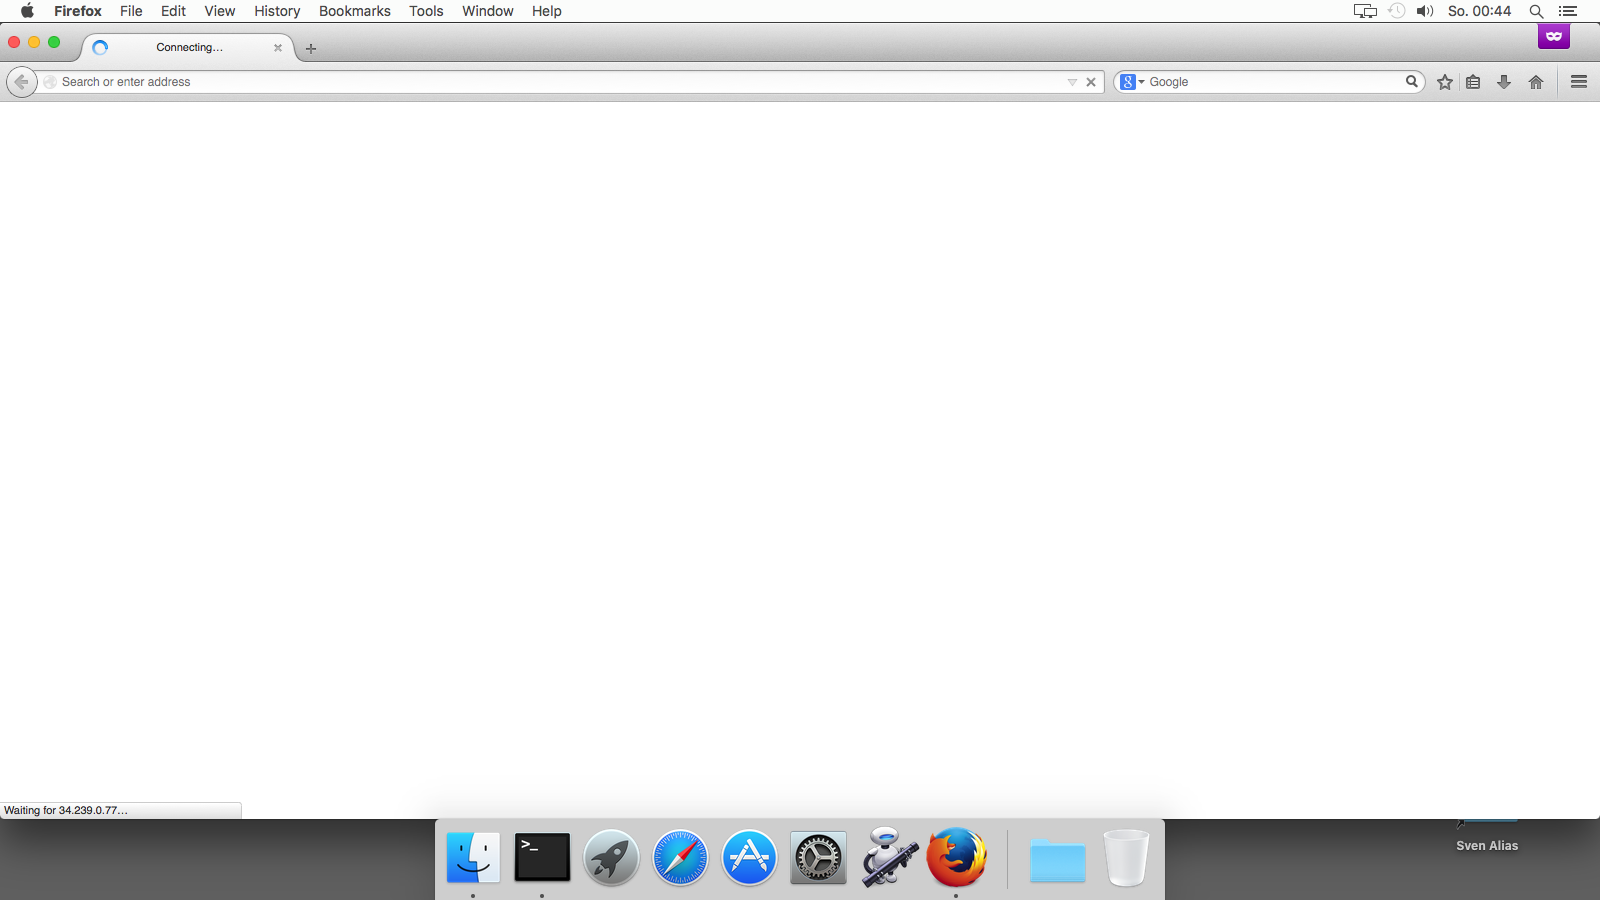 Firefox File Edit View History Bookmarks Tools Window Help So. 00:44
Connecting...
Search or enter address
Google
Waiting for 34.239.0.77...
>_
Sven Alias